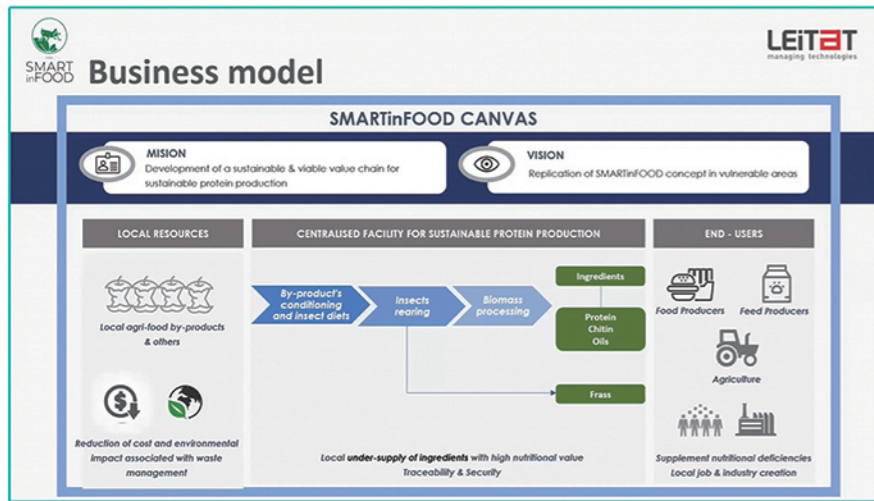 SMART
inFOOD
Business model
LEiTAT
managing technologies
SMARTinFOOD CANVAS
MISION
Development of a sustainable & viable value chain for
sustainable protein production
VISION
Replication of SMARTinFOOD concept in vulnerable areas
LOCAL RESOURCES
Local agri-food by-products
& others
Reduction of cost and environmental
impact associated with waste
management
CENTRALISED FACILITY FOR SUSTAINABLE PROTEIN PRODUCTION
By-product's
conditioning
and insect diets
Insects
rearing
Biomass
processing
Ingredients
Protein
Chitin
Oils
Frass
Local under-supply of ingredients with high nutritional value
Traceability & Security
END - USERS
Food Producers
Feed Producers
Agriculture
Supplement nutritional deficiencies
Local job & industry creation